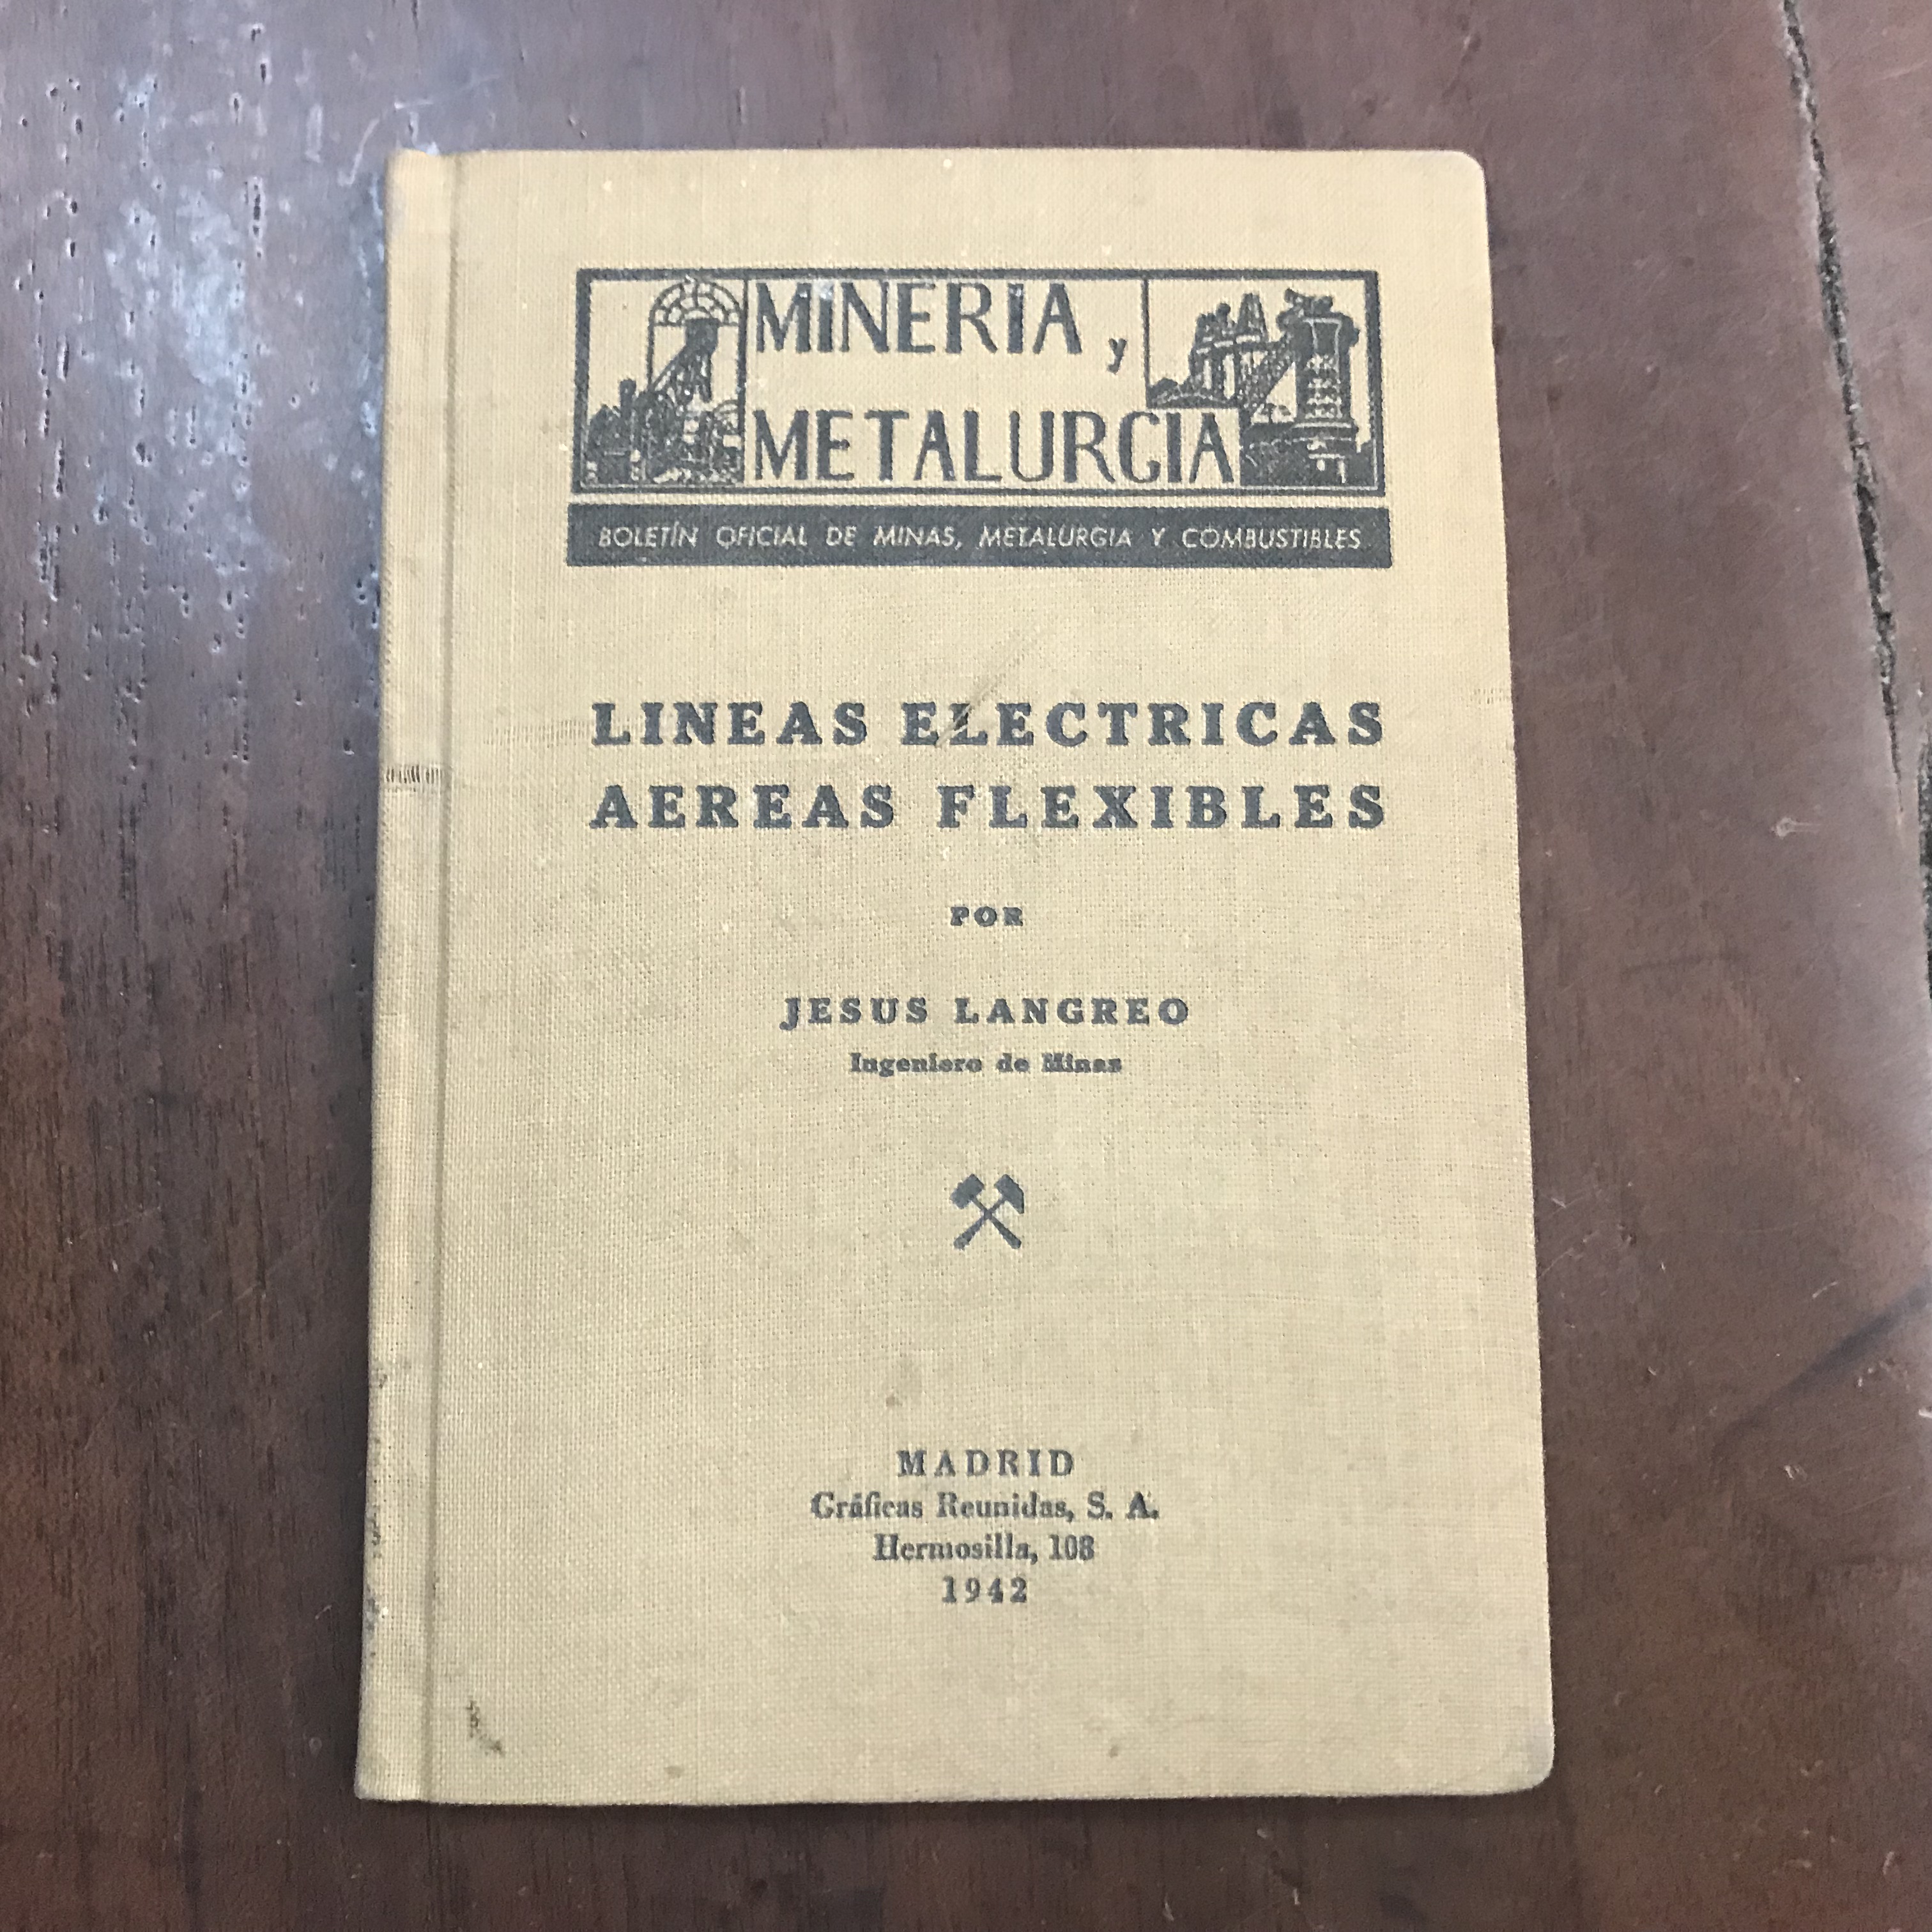 MINERIA y
METALURGIA
BOLETÍN OFICIAL DE MINAS, METALURGIA Y COMBUSTIBLES
LINEAS ELECTRICAS
AEREAS FLEXIBLES
POR
JESUS LANGREO
Ingeniero de Minas
MADRID
Gráficas Reunidas, S. A.
Hermosilla, 108
1942